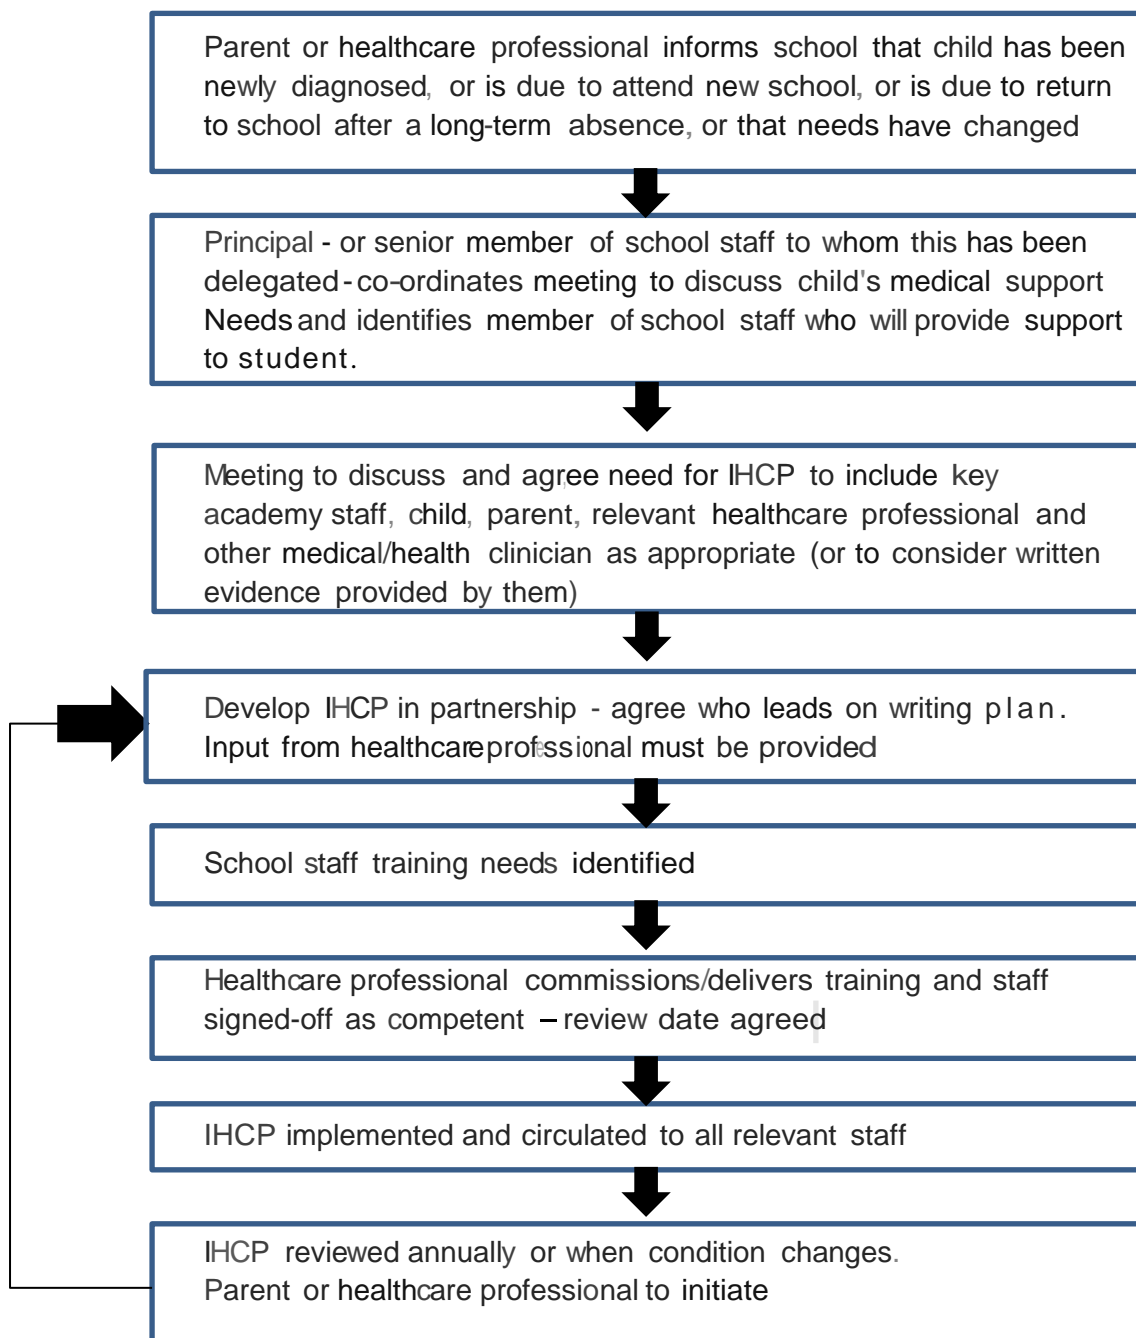 Parent or healthcare professional informs school that child has been
newly diagnosed, or is due to attend new school, or is due to return
to school after a long-term absence, or that needs have changed
Principal - or senior member of school staff to whom this has been
delegated - co-ordinates meeting to discuss child's medical support
Needs and identifies member of school staff who will provide support
to student.
Meeting to discuss and agree need for IHCP to include key
academy staff, child, parent, relevant healthcare professional and
other medical/health clinician as appropriate (or to consider written
evidence provided by them)
Develop IHCP in partnership - agree who leads on writing plan.
Input from healthcare professional must be provided
School staff training needs identified
Healthcare professional commissions/delivers training and staff
signed-off as competent – review date agreed
IHCP implemented and circulated to all relevant staff
IHCP reviewed annually or when condition changes.
Parent or healthcare professional to initiate